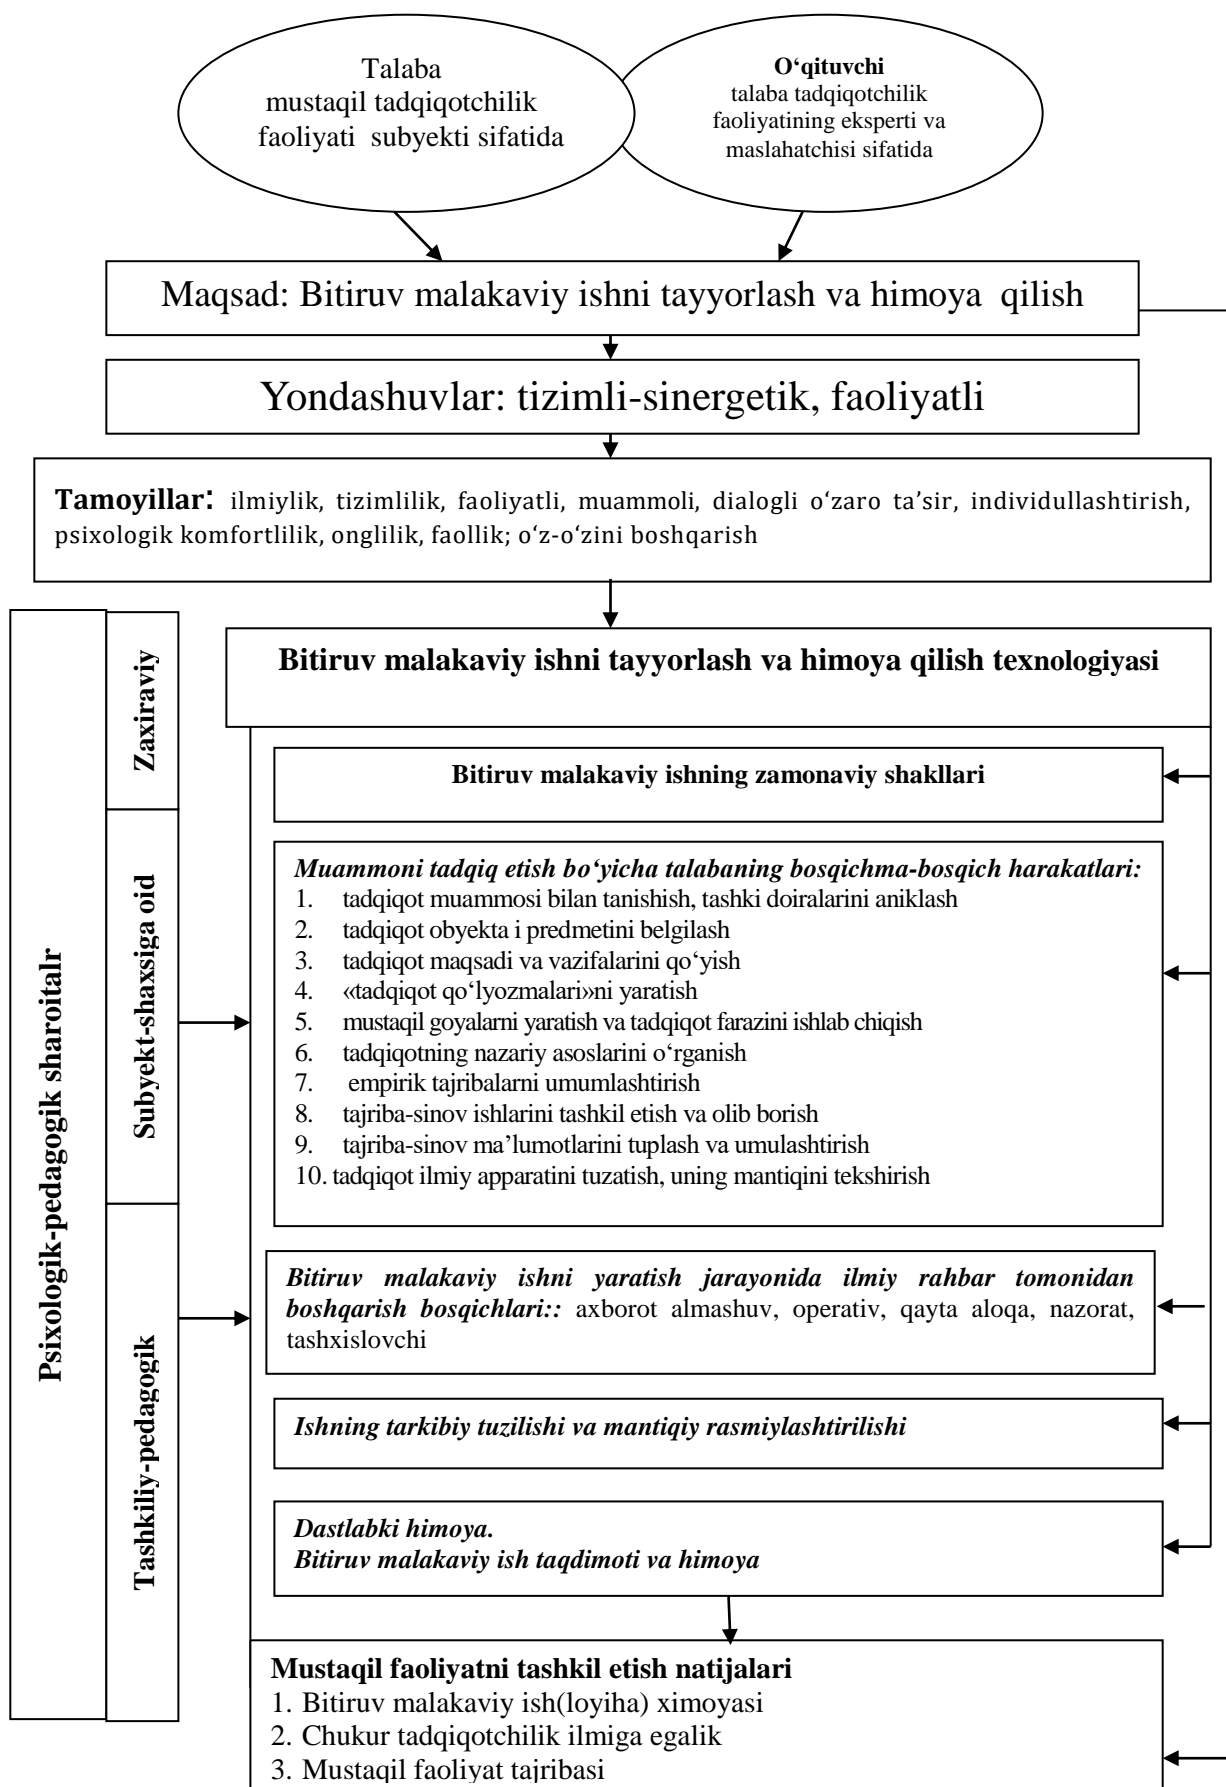 Talaba
mustaqil tadqiqotchilik
faoliyati subyekti sifatida
O‘qituvchi
talaba tadqiqotchilik
faoliyatining eksperti va
maslahatchisi sifatida
Maqsad: Bitiruv malakaviy ishni tayyorlash va himoya qilish
Yondashuvlar: tizimli-sinergetik, faoliyatli
Tamoyillar: ilmiylik, tizimlilik, faoliyatli, muammoli, dialogli o‘zaro ta’sir, individullashtirish,
psixologik komfortlilik, onglilik, faollik; o‘z-o‘zini boshqarish
Psixologik-pedagogik sharoitalr
Zaxiraviy
Subyekt-shaxsiga oid
Tashkiliy-pedagogik
Bitiruv malakaviy ishni tayyorlash va himoya qilish texnologiyasi
Bitiruv malakaviy ishning zamonaviy shakllari
Muammoni tadqiq etish bo‘yicha talabaning bosqichma-bosqich harakatlari:
1. tadqiqot muammosi bilan tanishish, tashki doiralarini aniklash
2. tadqiqot obyekta i predmetini belgilash
3. tadqiqot maqsadi va vazifalarini qo‘yish
4. «tadqiqot qo‘lyozmalari»ni yaratish
5. mustaqil goyalarni yaratish va tadqiqot farazini ishlab chiqish
6. tadqiqotning nazariy asoslarini o‘rganish
7. empirik tajribalarni umumlashtirish
8. tajriba-sinov ishlarini tashkil etish va olib borish
9. tajriba-sinov ma’lumotlarini tuplash va umulashtirish
10. tadqiqot ilmiy apparatini tuzatish, uning mantiqini tekshirish
Bitiruv malakaviy ishni yaratish jarayonida ilmiy rahbar tomonidan
boshqarish bosqichlari:: axborot almashuv, operativ, qayta aloqa, nazorat,
tashxislovchi
Ishning tarkibiy tuzilishi va mantiqiy rasmiylashtirilishi
Dastlabki himoya.
Bitiruv malakaviy ish taqdimoti va himoya
Mustaqil faoliyatni tashkil etish natijalari
1. Bitiruv malakaviy ish(loyiha) ximoyasi
2. Chukur tadqiqotchilik ilmiga egalik
3. Mustaqil faoliyat tajribasi